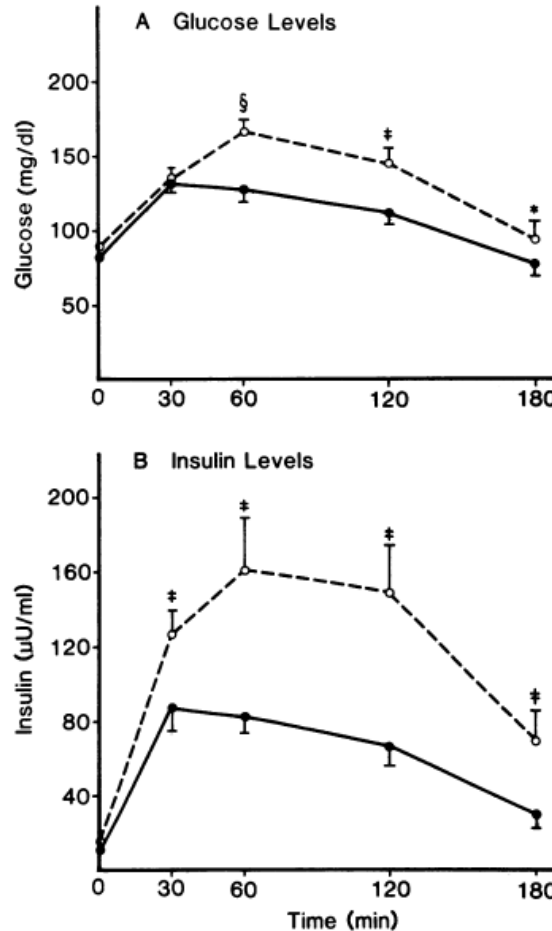 A Glucose Levels
Glucose (mg/dl)
200
150
100
50
§
‡
*
0 30 60 120 180
B Insulin Levels
Insulin (μU/ml)
200
160
120
80
40
‡
‡
‡
‡
0 30 60 120 180
Time (min)